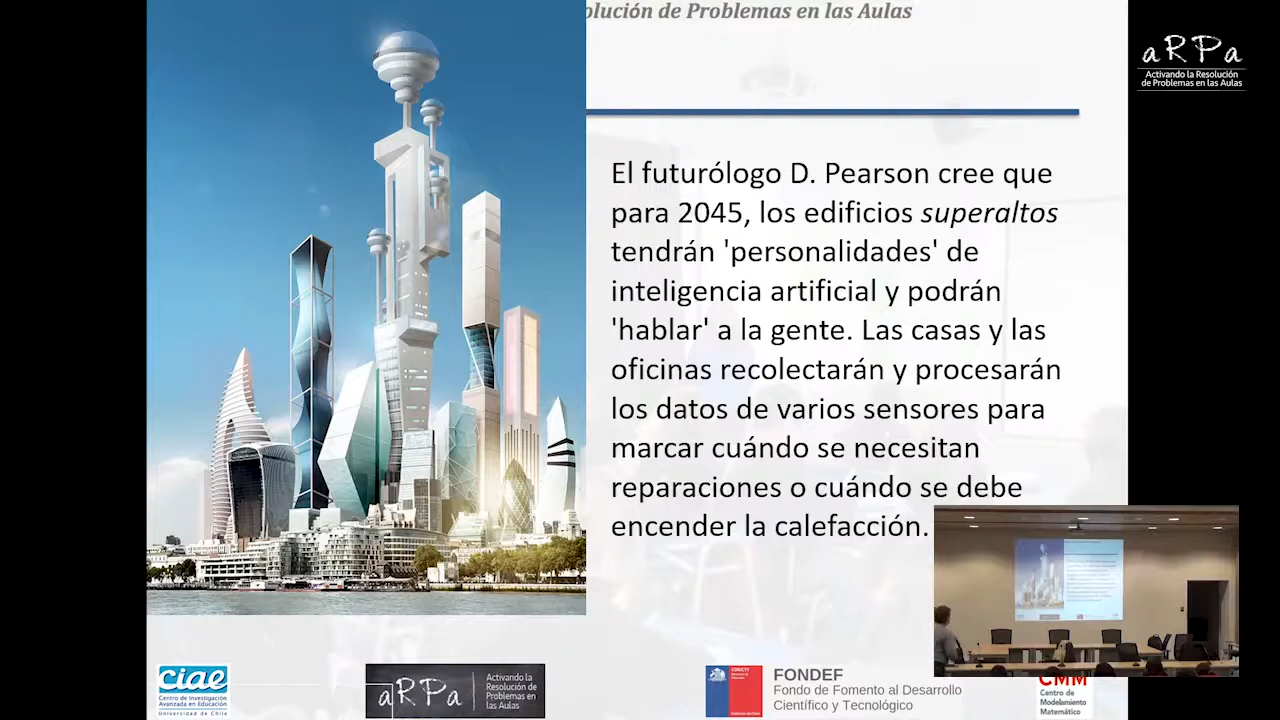 olución de Problemas en las Aulas
aRPa
Activando la Resolución
de Problemas en las Aulas
El futurólogo D. Pearson cree que
para 2045, los edificios superaltos
tendrán 'personalidades' de
inteligencia artificial y podrán
'hablar' a la gente. Las casas y las
oficinas recolectarán y procesarán
los datos de varios sensores para
marcar cuándo se necesitan
reparaciones o cuándo se debe
encender la calefacción.
ciae
Centro de Investigación
Avanzada en Educación
Universidad de Chile
aRPa
Activando la
Resolución de
Problemas en
las Aulas
CONICYT
FONDEF
Fondo de Fomento al Desarrollo
Científico y Tecnológico
CMM
Centro de
Modelamiento
Matemático